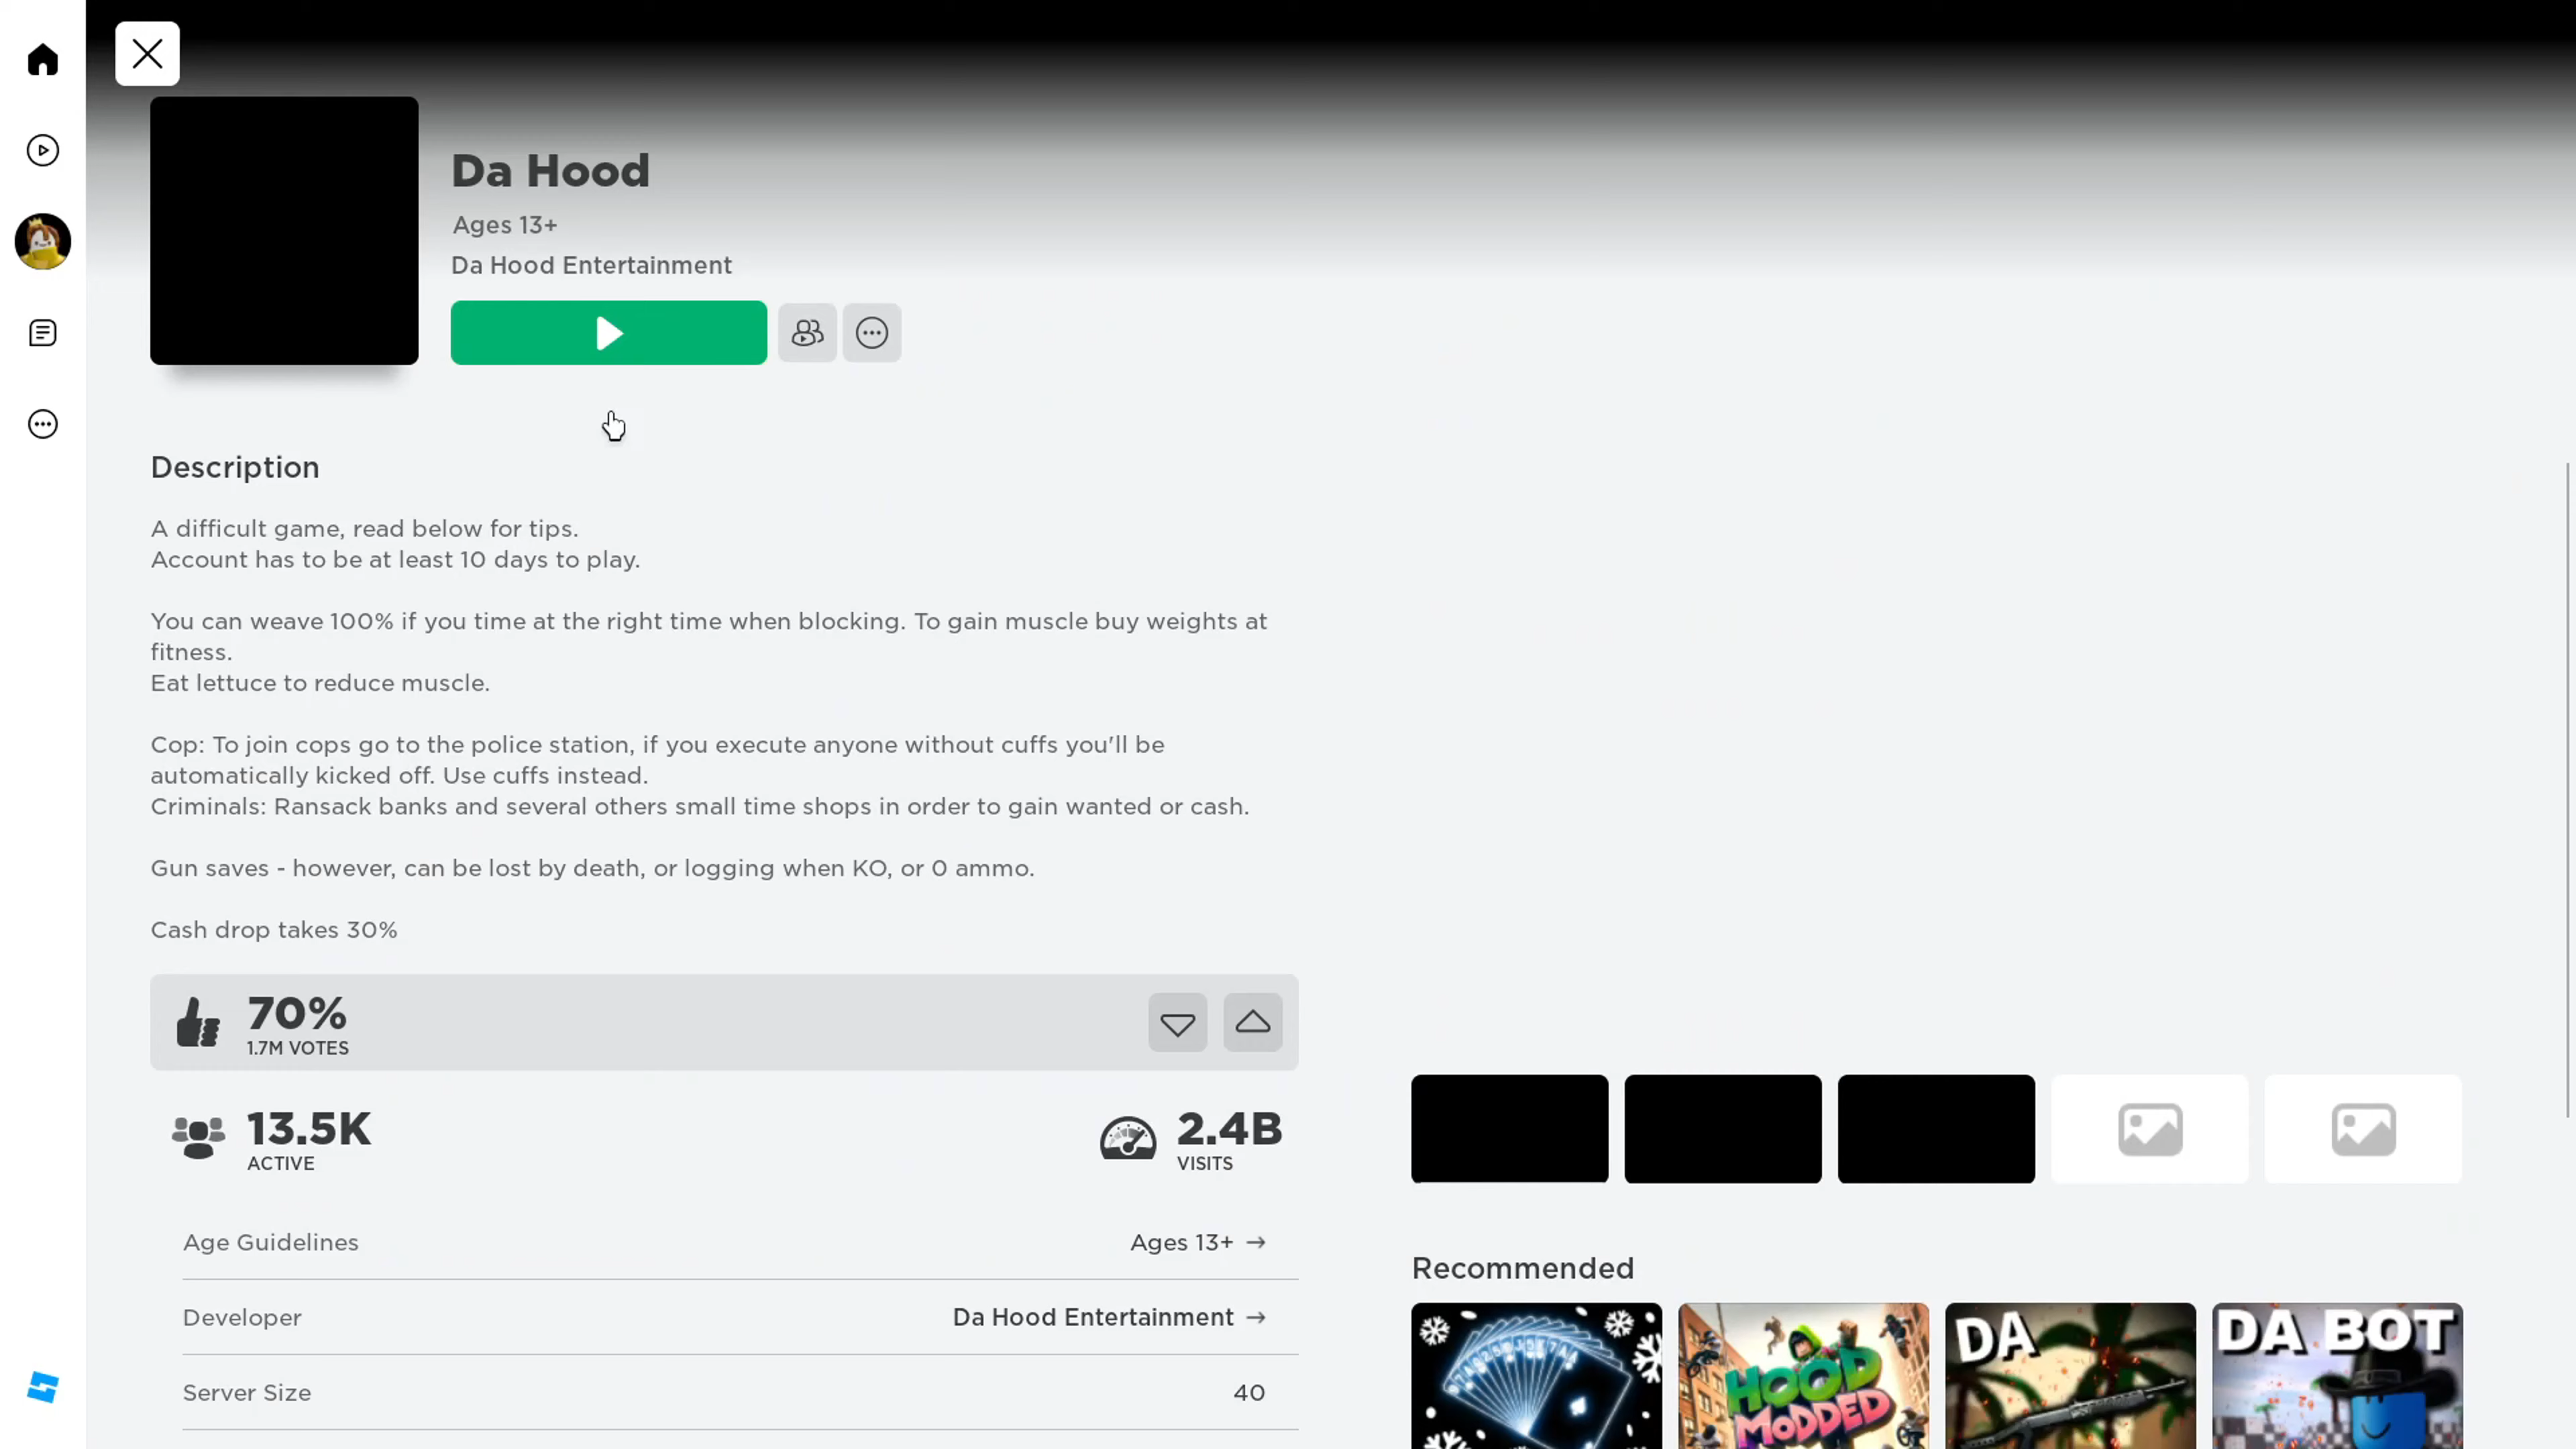 Da Hood
Ages 13+
Da Hood Entertainment
Description
A difficult game, read below for tips.
Account has to be at least 10 days to play.
You can weave 100% if you time at the right time when blocking. To gain muscle buy weights at
fitness.
Eat lettuce to reduce muscle.
Cop: To join cops go to the police station, if you execute anyone without cuffs you'll be
automatically kicked off. Use cuffs instead.
Criminals: Ransack banks and several others small time shops in order to gain wanted or cash.
Gun saves - however, can be lost by death, or logging when KO, or 0 ammo.
Cash drop takes 30%
70%
1.7M VOTES
13.5K
ACTIVE
2.4B
VISITS
Age Guidelines
Ages 13+
Developer
Da Hood Entertainment
Server Size
40
Recommended
HOOD
MODDED
DA
DA BOT